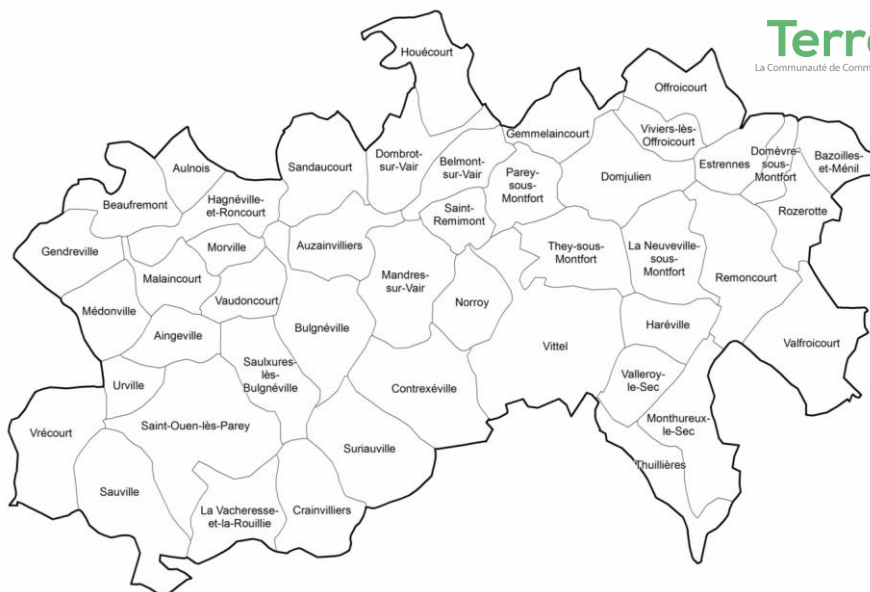 Terre
La Communauté de Comm
Houécourt
Offroicourt
Gemmelaincourt
Viviers-lès-
Offroicourt
Aulnois
Sandaucourt
Dombrot-
sur-Vair
Belmont-
sur-Vair
Parey-
sous-
Montfort
Domjulien
Estrennes
Domèvre-
sous-
Montfort
Bazoilles-
et-Ménil
Beaufremont
Hagnéville-
et-Roncourt
Saint-
Remimont
Rozerotte
Gendreville
Morville
Auzainvilliers
They-sous-
Montfort
La Neuveville-
sous-
Montfort
Malaincourt
Mandres-
sur-Vair
Norroy
Remoncourt
Médonville
Vaudoncourt
Aingeville
Bulgnéville
Haréville
Vittel
Valfroicourt
Urville
Saulxures-
lès-
Bulgnéville
Contrexéville
Valleroy-
le-Sec
Vrécourt
Saint-Ouen-lès-Parey
Suriauville
Monthureux-
le-Sec
Thuillières
Sauville
La Vacheresse-
et-la-Rouillie
Crainvilliers